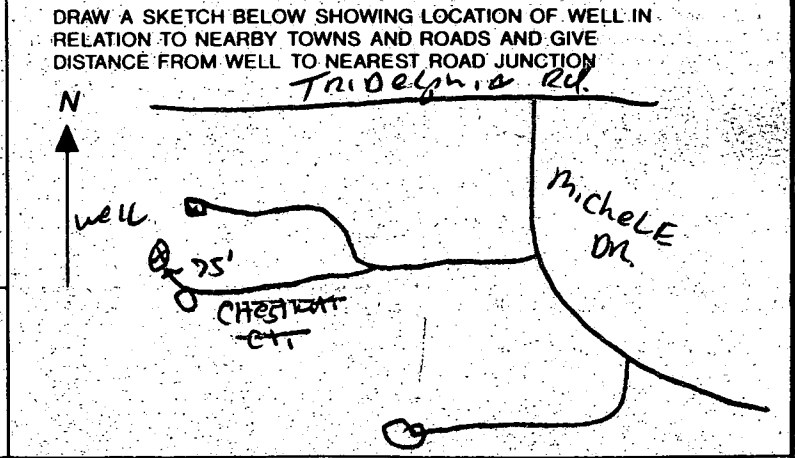 DRAW A SKETCH BELOW SHOWING LOCATION OF WELL IN
RELATION TO NEARBY TOWNS AND ROADS AND GIVE
DISTANCE FROM WELL TO NEAREST ROAD JUNCTION
TRIDelphia Rd.
N
well
75'
MicheLE
DR.
CHESTNUT
CT.